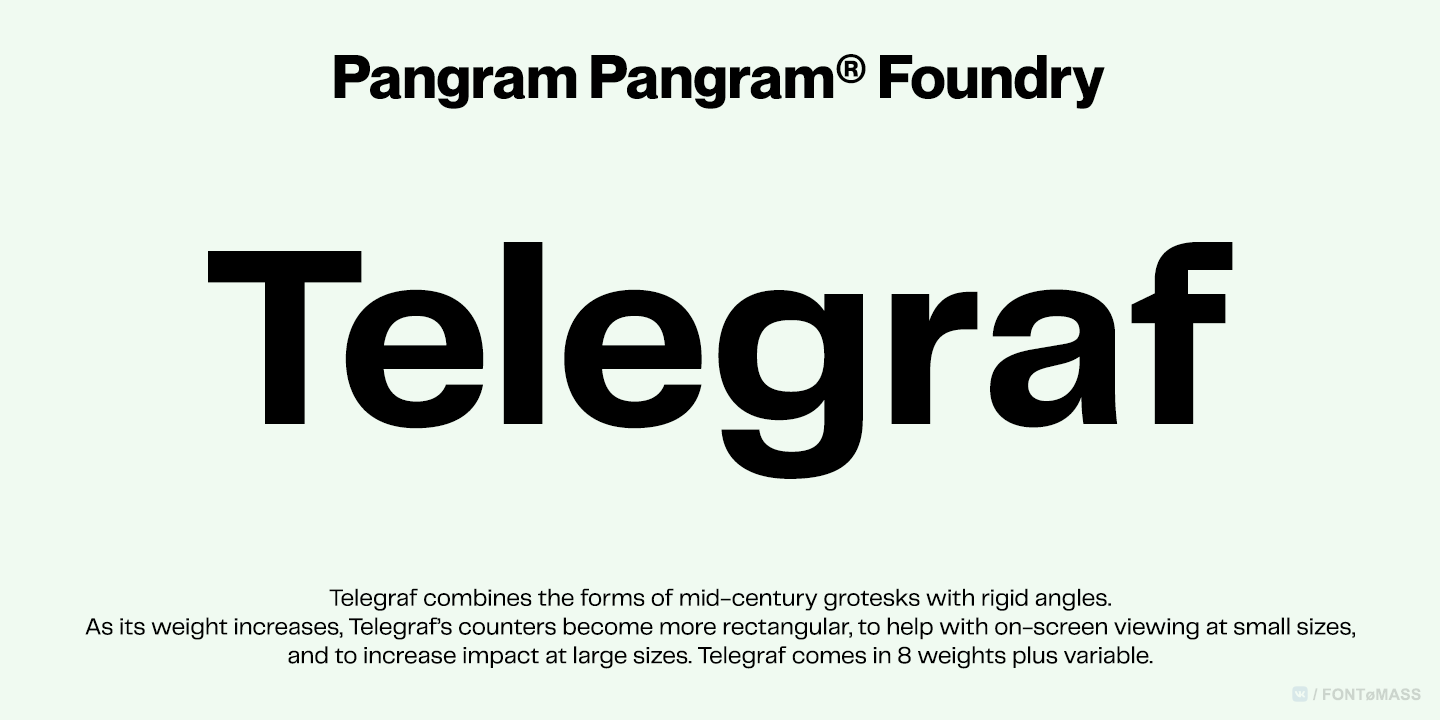 Pangram Pangram® Foundry
Telegraf
Telegraf combines the forms of mid-century grotesks with rigid angles.
As its weight increases, Telegraf's counters become more rectangular, to help with on-screen viewing at small sizes,
and to increase impact at large sizes. Telegraf comes in 8 weights plus variable.
/ FONTøMASS